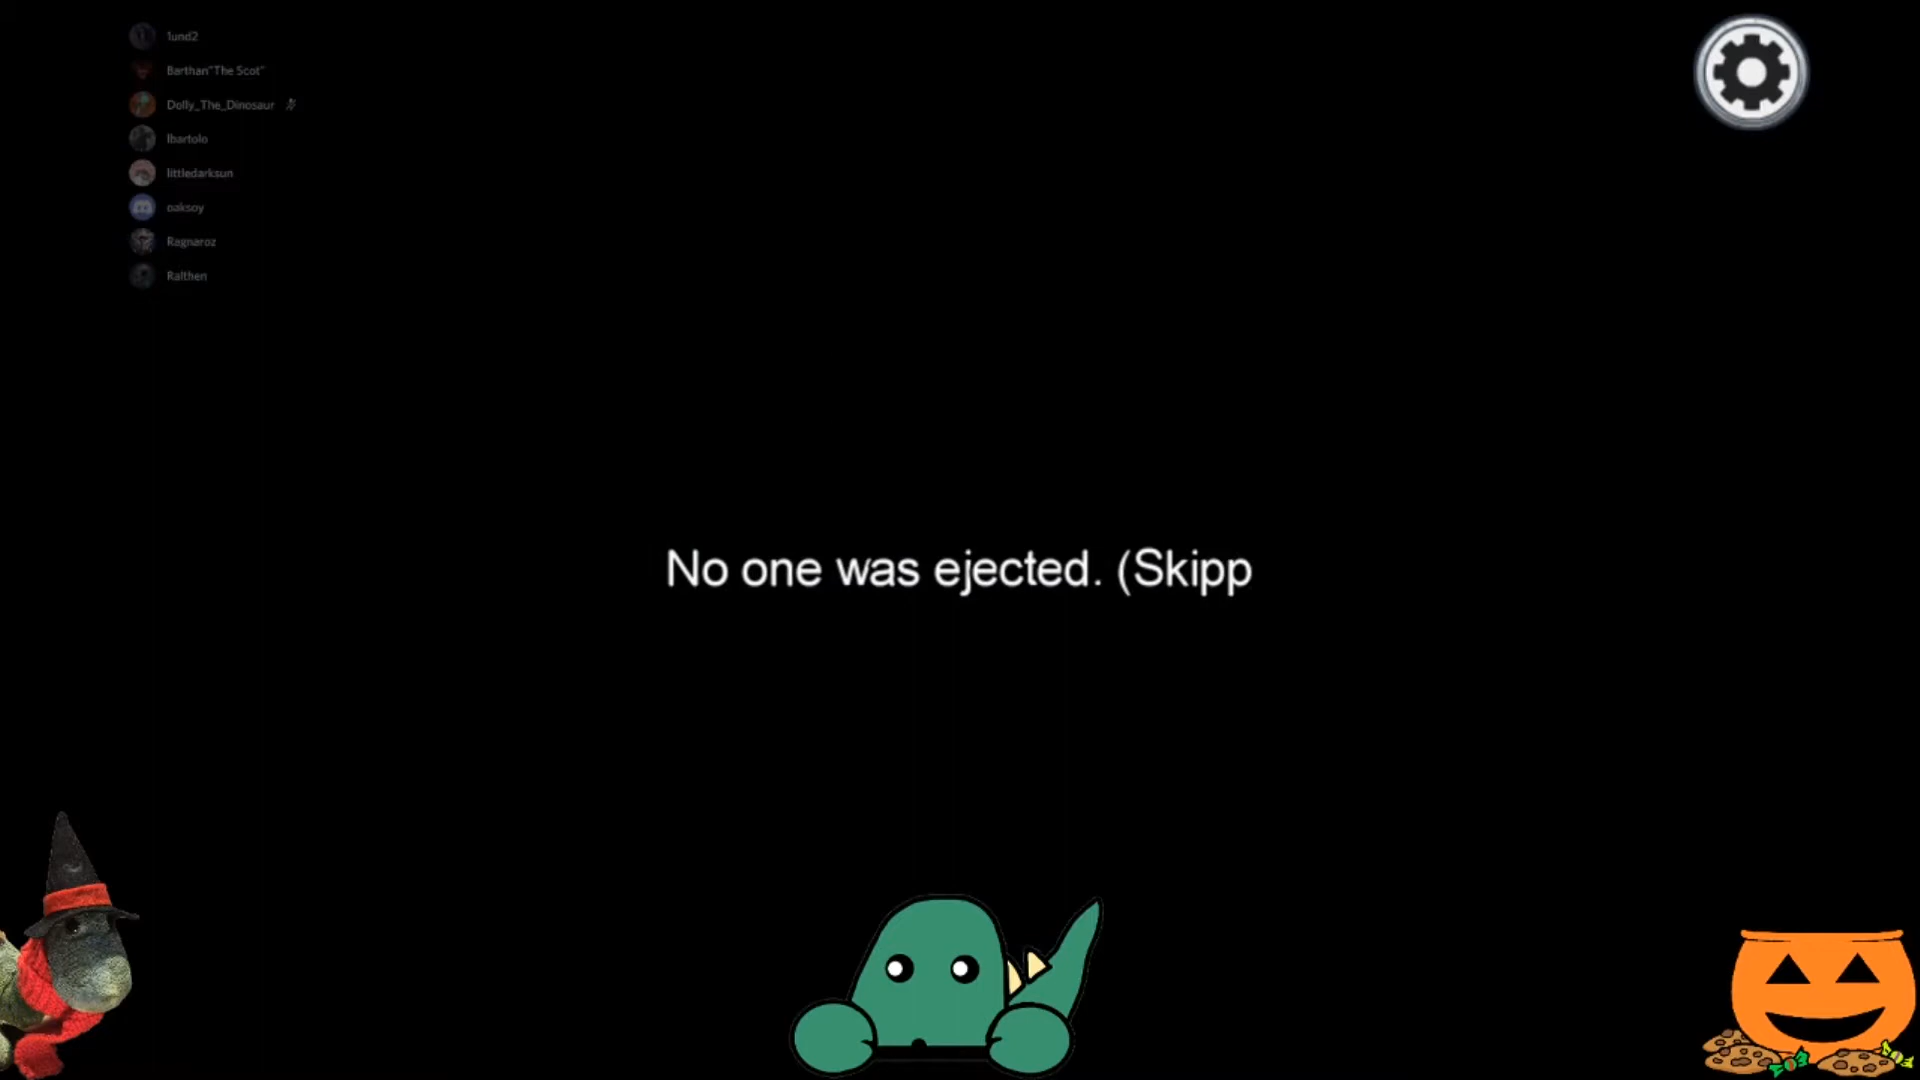 1und2
Barthan"The Scot"
Dolly_The_Dinosaur
lbartolo
littledarksun
oaksoy
Ragnaroz
Ralthen
No one was ejected. (Skipp